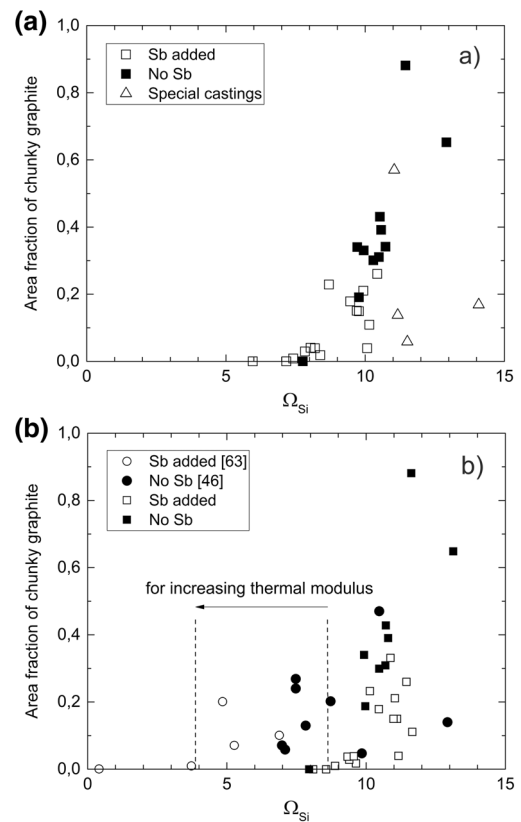 (a)
1,0
a)
Sb added
No Sb
Special castings
0,8
0,6
0,4
0,2
0,0
Area fraction of chunky graphite
0 5 10 15
ΩSi
(b)
1,0
b)
Sb added [63]
No Sb [46]
Sb added
No Sb
0,8
for increasing thermal modulus
0,6
0,4
0,2
0,0
Area fraction of chunky graphite
0 5 10 15
ΩSi